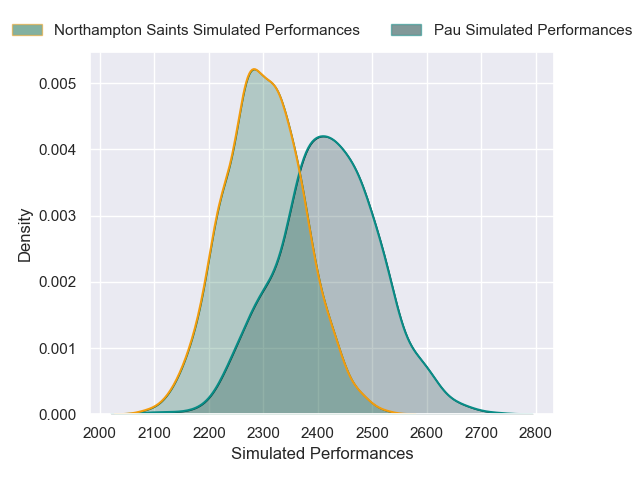 Northampton Saints Simulated Performances
Pau Simulated Performances
0.005
0.004
0.003
0.002
0.001
0.000
Density
2000 2100 2200 2300 2400 2500 2600 2700 2800
Simulated Performances